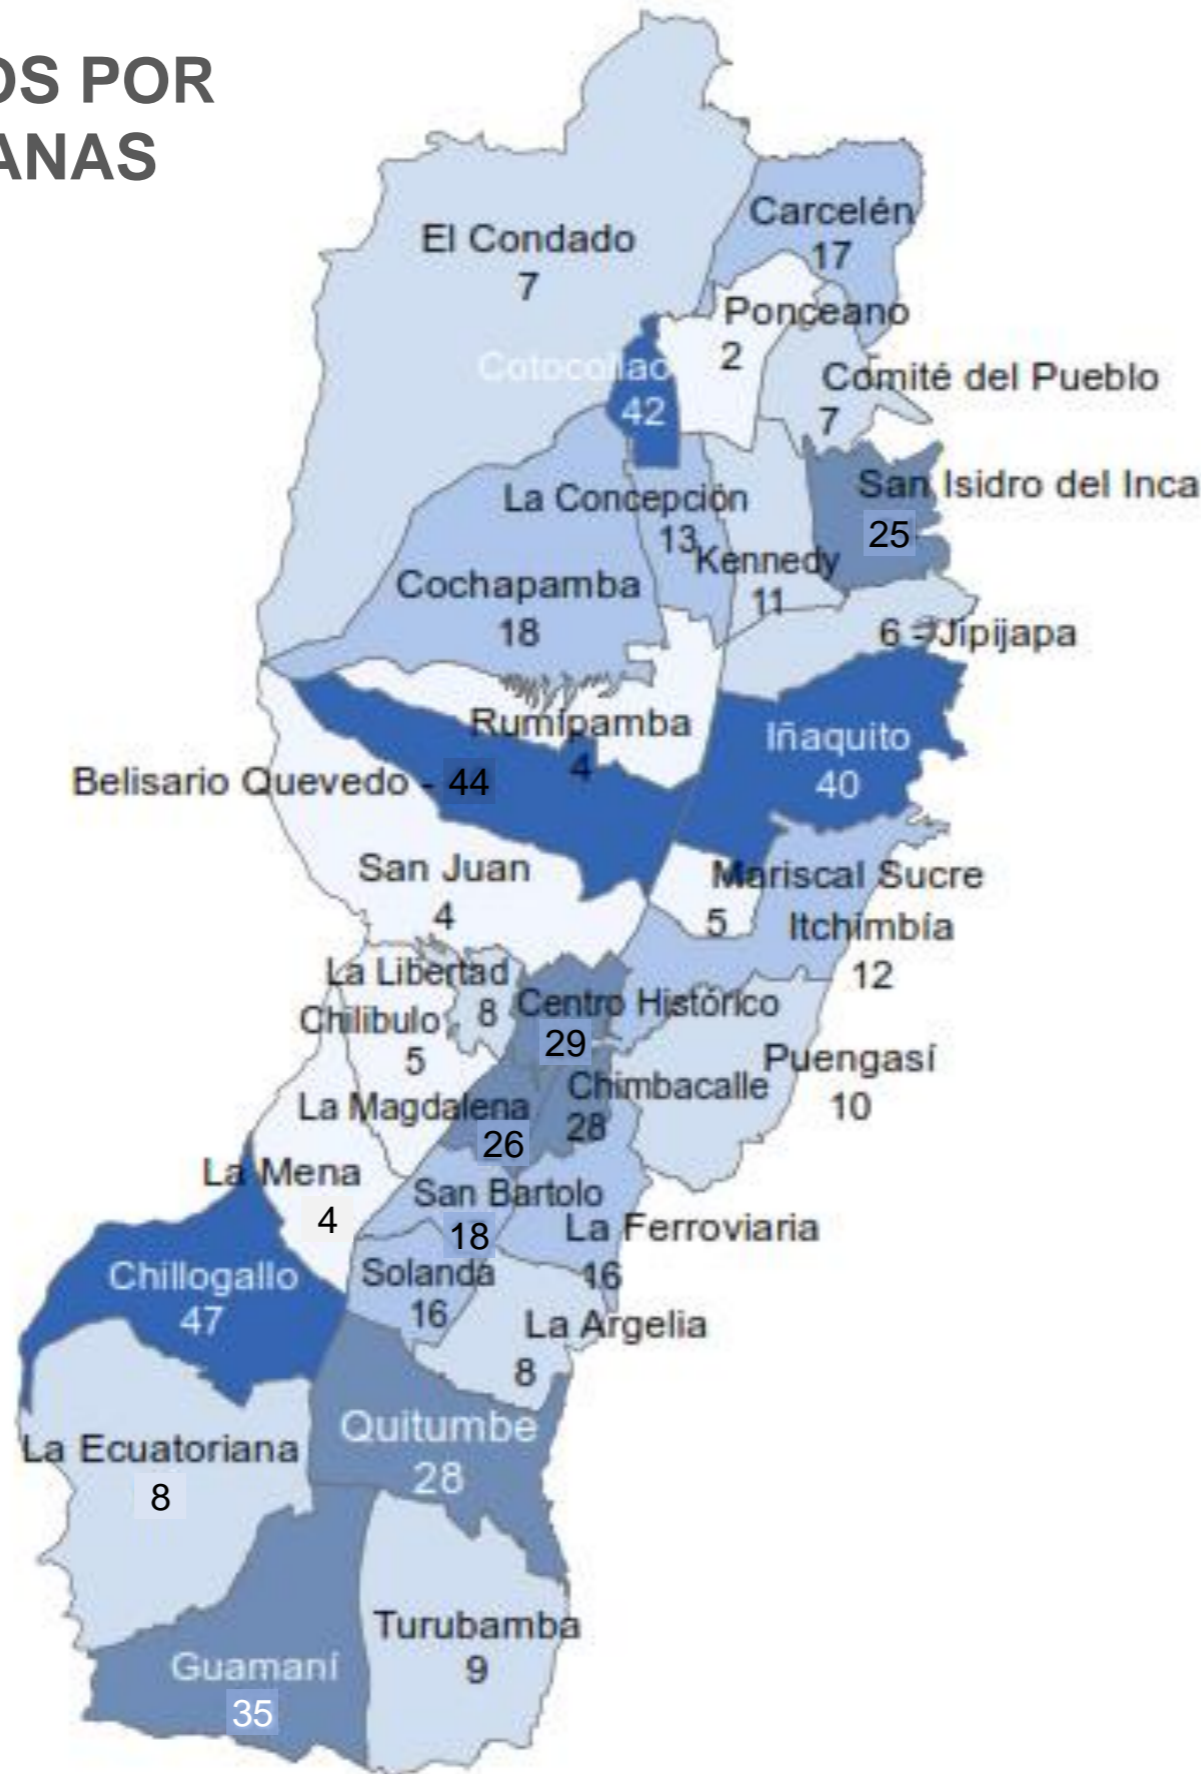 OS POR
ANAS
El Condado
7
Carcelén
17
Ponceano
2
Cotocollao
42
Comité del Pueblo
7
San Isidro del Inca
25
La Concepción
13
Kennedy
11
Cochapamba
18
6 - Jipijapa
Rumipamba
4
Iñaquito
40
Belisario Quevedo - 44
San Juan
4
Mariscal Sucre
5
Itchimbía
12
La Libertad
8
Centro Histórico
29
Chilibulo
5
Puengasí
10
Chimbacalle
28
La Magdalena
26
La Mena
4
San Bartolo
18
La Ferroviaria
16
Chillogallo
47
Solanda
16
La Argelia
8
Quitumbe
28
La Ecuatoriana
8
Turubamba
9
Guamaní
35